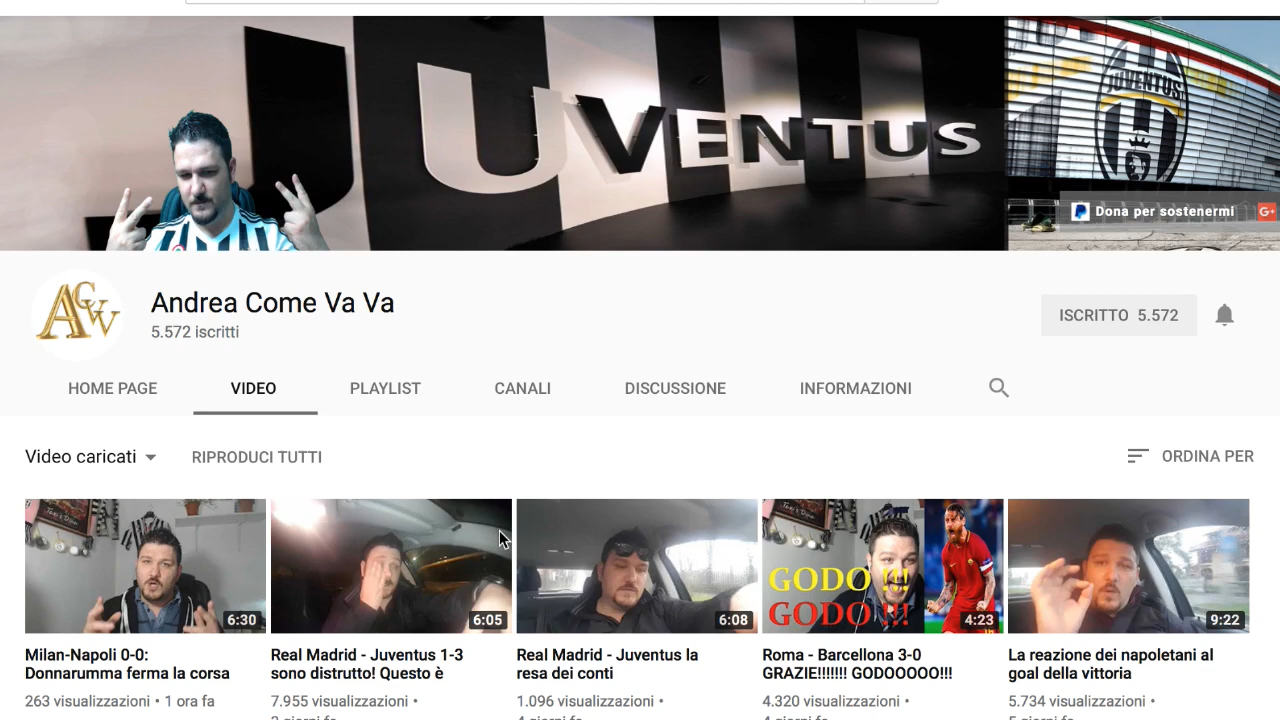 JUVENTUS
JUVENTUS
Dona per sostenermi
G+
ACVV
Andrea Come Va Va
5.572 iscritti
ISCRITTO 5.572
HOME PAGE VIDEO PLAYLIST CANALI DISCUSSIONE INFORMAZIONI
Video caricati RIPRODUCI TUTTI ORDINA PER
GODO !!!
GODO !!!
6:30 6:05 6:08 4:23 9:22
Milan-Napoli 0-0:
Donnarumma ferma la corsa
263 visualizzazioni • 1 ora fa
Real Madrid - Juventus 1-3
sono distrutto! Questo è
7.955 visualizzazioni •
Real Madrid - Juventus la
resa dei conti
1.096 visualizzazioni •
Roma - Barcellona 3-0
GRAZIE!!!!!!! GODOOOOO!!!
4.320 visualizzazioni •
La reazione dei napoletani al
goal della vittoria
5.734 visualizzazioni •